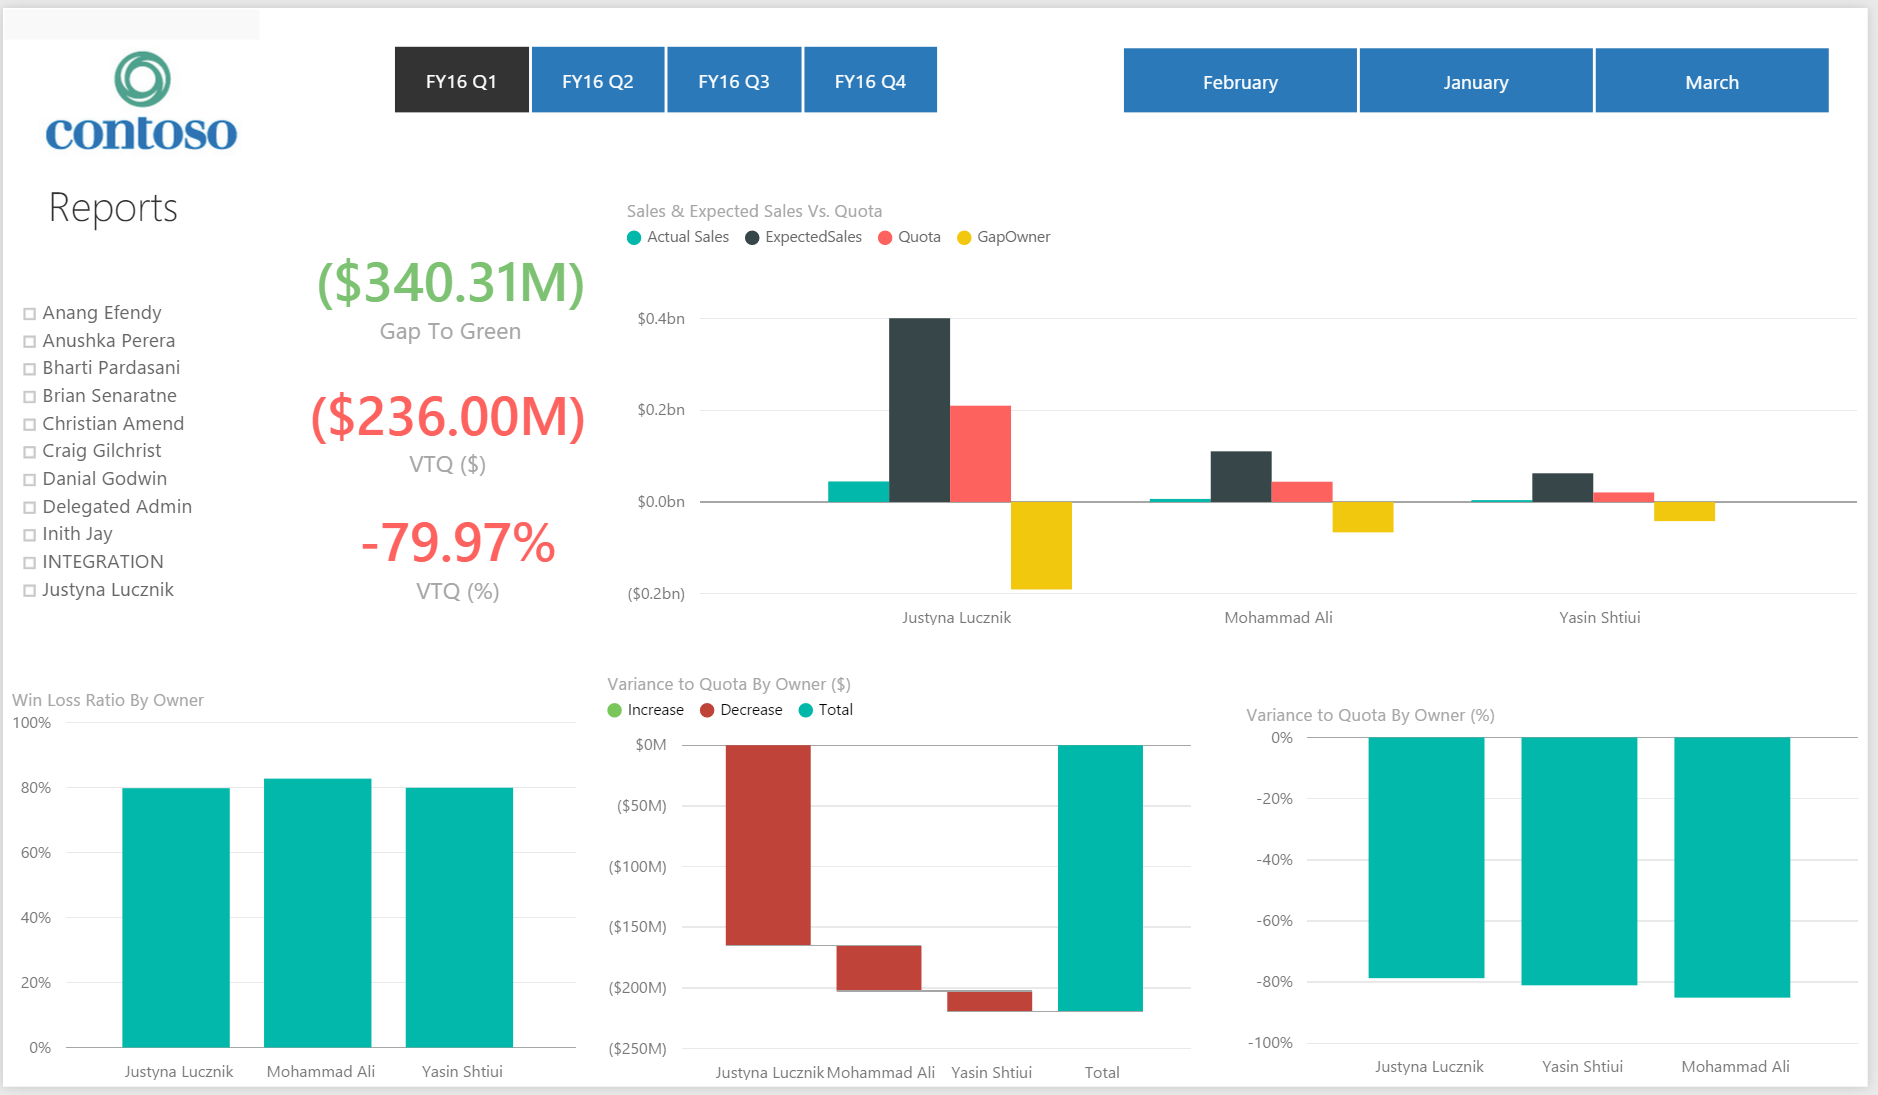 contoso
FY16 Q1 FY16 Q2 FY16 Q3 FY16 Q4
February January March
Reports
Anang Efendy
Anushka Perera
Bharti Pardasani
Brian Senaratne
Christian Amend
Craig Gilchrist
Danial Godwin
Delegated Admin
Inith Jay
INTEGRATION
Justyna Lucznik
($340.31M)
Gap To Green
($236.00M)
VTQ ($)
-79.97%
VTQ (%)
Sales & Expected Sales Vs. Quota
Actual Sales ExpectedSales Quota GapOwner
$0.4bn
$0.2bn
$0.0bn
($0.2bn)
Justyna Lucznik Mohammad Ali Yasin Shtiui
Win Loss Ratio By Owner
100%
80%
60%
40%
20%
0%
Justyna Lucznik Mohammad Ali Yasin Shtiui
Variance to Quota By Owner ($)
Increase Decrease Total
$0M
($50M)
($100M)
($150M)
($200M)
($250M)
Justyna Lucznik Mohammad Ali Yasin Shtiui Total
Variance to Quota By Owner (%)
0%
-20%
-40%
-60%
-80%
-100%
Justyna Lucznik Yasin Shtiui Mohammad Ali